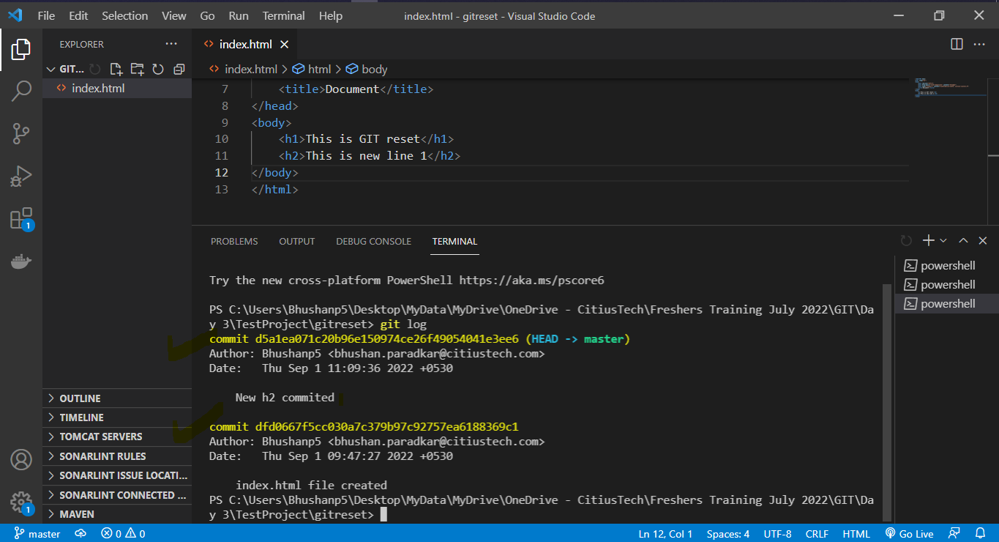 File Edit Selection View Go Run Terminal Help index.html - gitreset - Visual Studio Code
EXPLORER
GIT...
index.html
OUTLINE
TIMELINE
TOMCAT SERVERS
SONARLINT RULES
SONARLINT ISSUE LOCATI...
SONARLINT CONNECTED ...
MAVEN
1
1
index.html
index.html > html > body
7 <title>Document</title>
8 </head>
9 <body>
10 <h1>This is GIT reset</h1>
11 <h2>This is new line 1</h2>
12 </body>
13 </html>
PROBLEMS OUTPUT DEBUG CONSOLE TERMINAL
Try the new cross-platform PowerShell https://aka.ms/pscore6
PS C:\Users\Bhushanp5\Desktop\MyData\MyDrive\OneDrive - CitiusTech\Freshers Training July 2022\GIT\Da
y 3\TestProject\gitreset> git log
commit d5a1ea071c20b96e150974ce26f49054041e3ee6 (HEAD -> master)
Author: Bhushanp5 <bhushan.paradkar@citiustech.com>
Date: Thu Sep 1 11:09:36 2022 +0530
New h2 commited
commit dfd0667f5cc030a7c379b97c92757ea6188369c1
Author: Bhushanp5 <bhushan.paradkar@citiustech.com>
Date: Thu Sep 1 09:47:27 2022 +0530
index.html file created
PS C:\Users\Bhushanp5\Desktop\MyData\MyDrive\OneDrive - CitiusTech\Freshers Training July 2022\GIT\Da
y 3\TestProject\gitreset>
powershell
powershell
powershell
master 0 0 Ln 12, Col 1 Spaces: 4 UTF-8 CRLF HTML Go Live